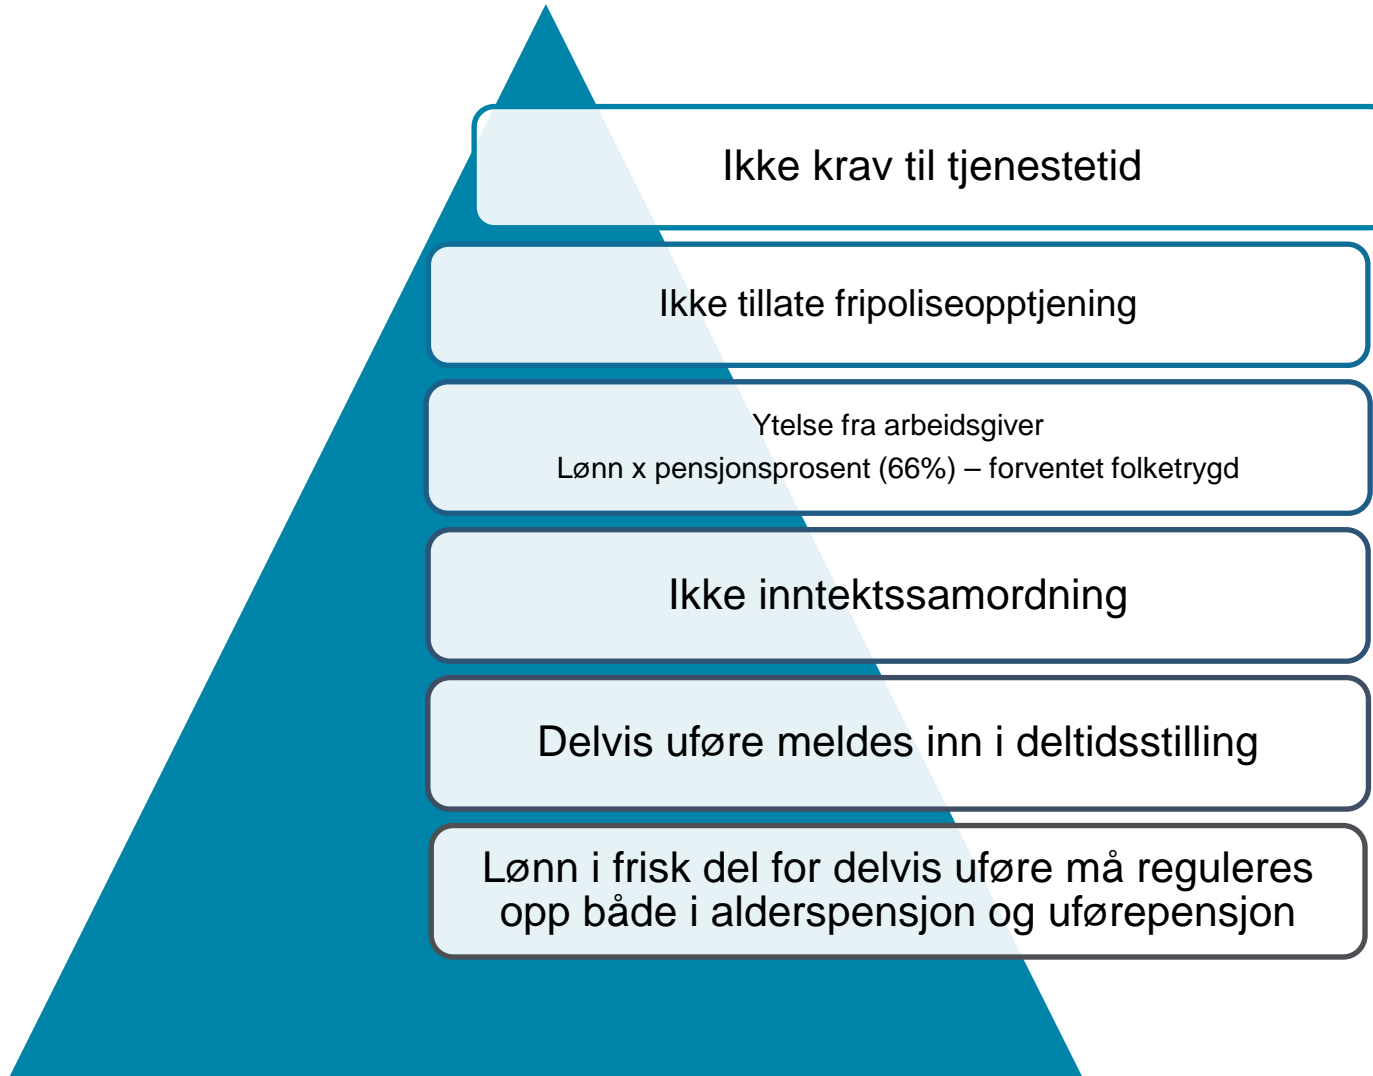 Ikke krav til tjenestetid
Ikke tillate fripoliseopptjening
Ytelse fra arbeidsgiver
Lønn x pensjonsprosent (66%) – forventet folketrygd
Ikke inntektssamordning
Delvis uføre meldes inn i deltidsstilling
Lønn i frisk del for delvis uføre må reguleres
opp både i alderspensjon og uførepensjon